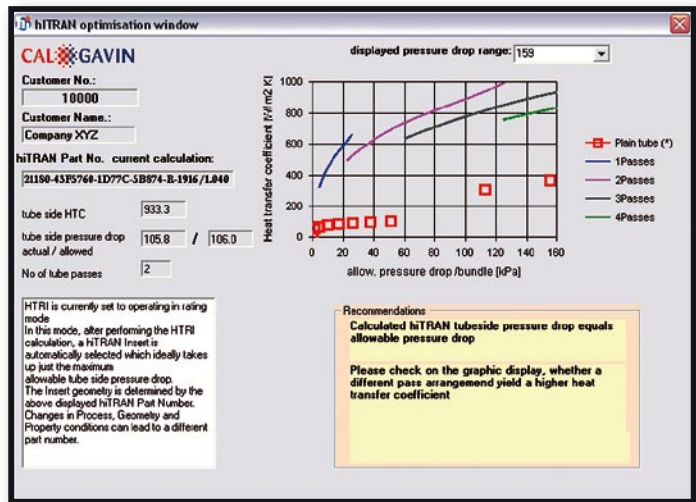 hiTRAN optimisation window
CALGAVIN
displayed pressure drop range: 159
Customer No.:
10000
Customer Name.:
Company XYZ
hiTRAN Part No. current calculation:
21180-45F5760-1D77C-5B874-R-1916 /1.040
tube side HTC 933.3
tube side pressure drop
actual / allowed 105.8 / 106.0
No of tube passes 2
Heat transfer coefficient [W/m2 K]
1000
800
600
400
200
0
0 20 40 60 80 100 120 140 160
allow. pressure drop /bundle [kPa]
Plain tube (*)
1Passes
2Passes
3Passes
4Passes
HTRI is currently set to operating in rating
mode
In this mode, after performing the HTRI
calculation, a hiTRAN Insert is
automatically selected which ideally takes
up just the maximum
allowable tube side pressure drop.
The Insert geometry is determined by the
above displayed hiTRAN Part Number.
Changes in Process, Geometry and
Property conditions can lead to a different
part number.
Recommendations
Calculated hiTRAN tubeside pressure drop equals
allowable pressure drop
Please check on the graphic display, whether a
different pass arrangemond yield a higher heat
transfer coefficient